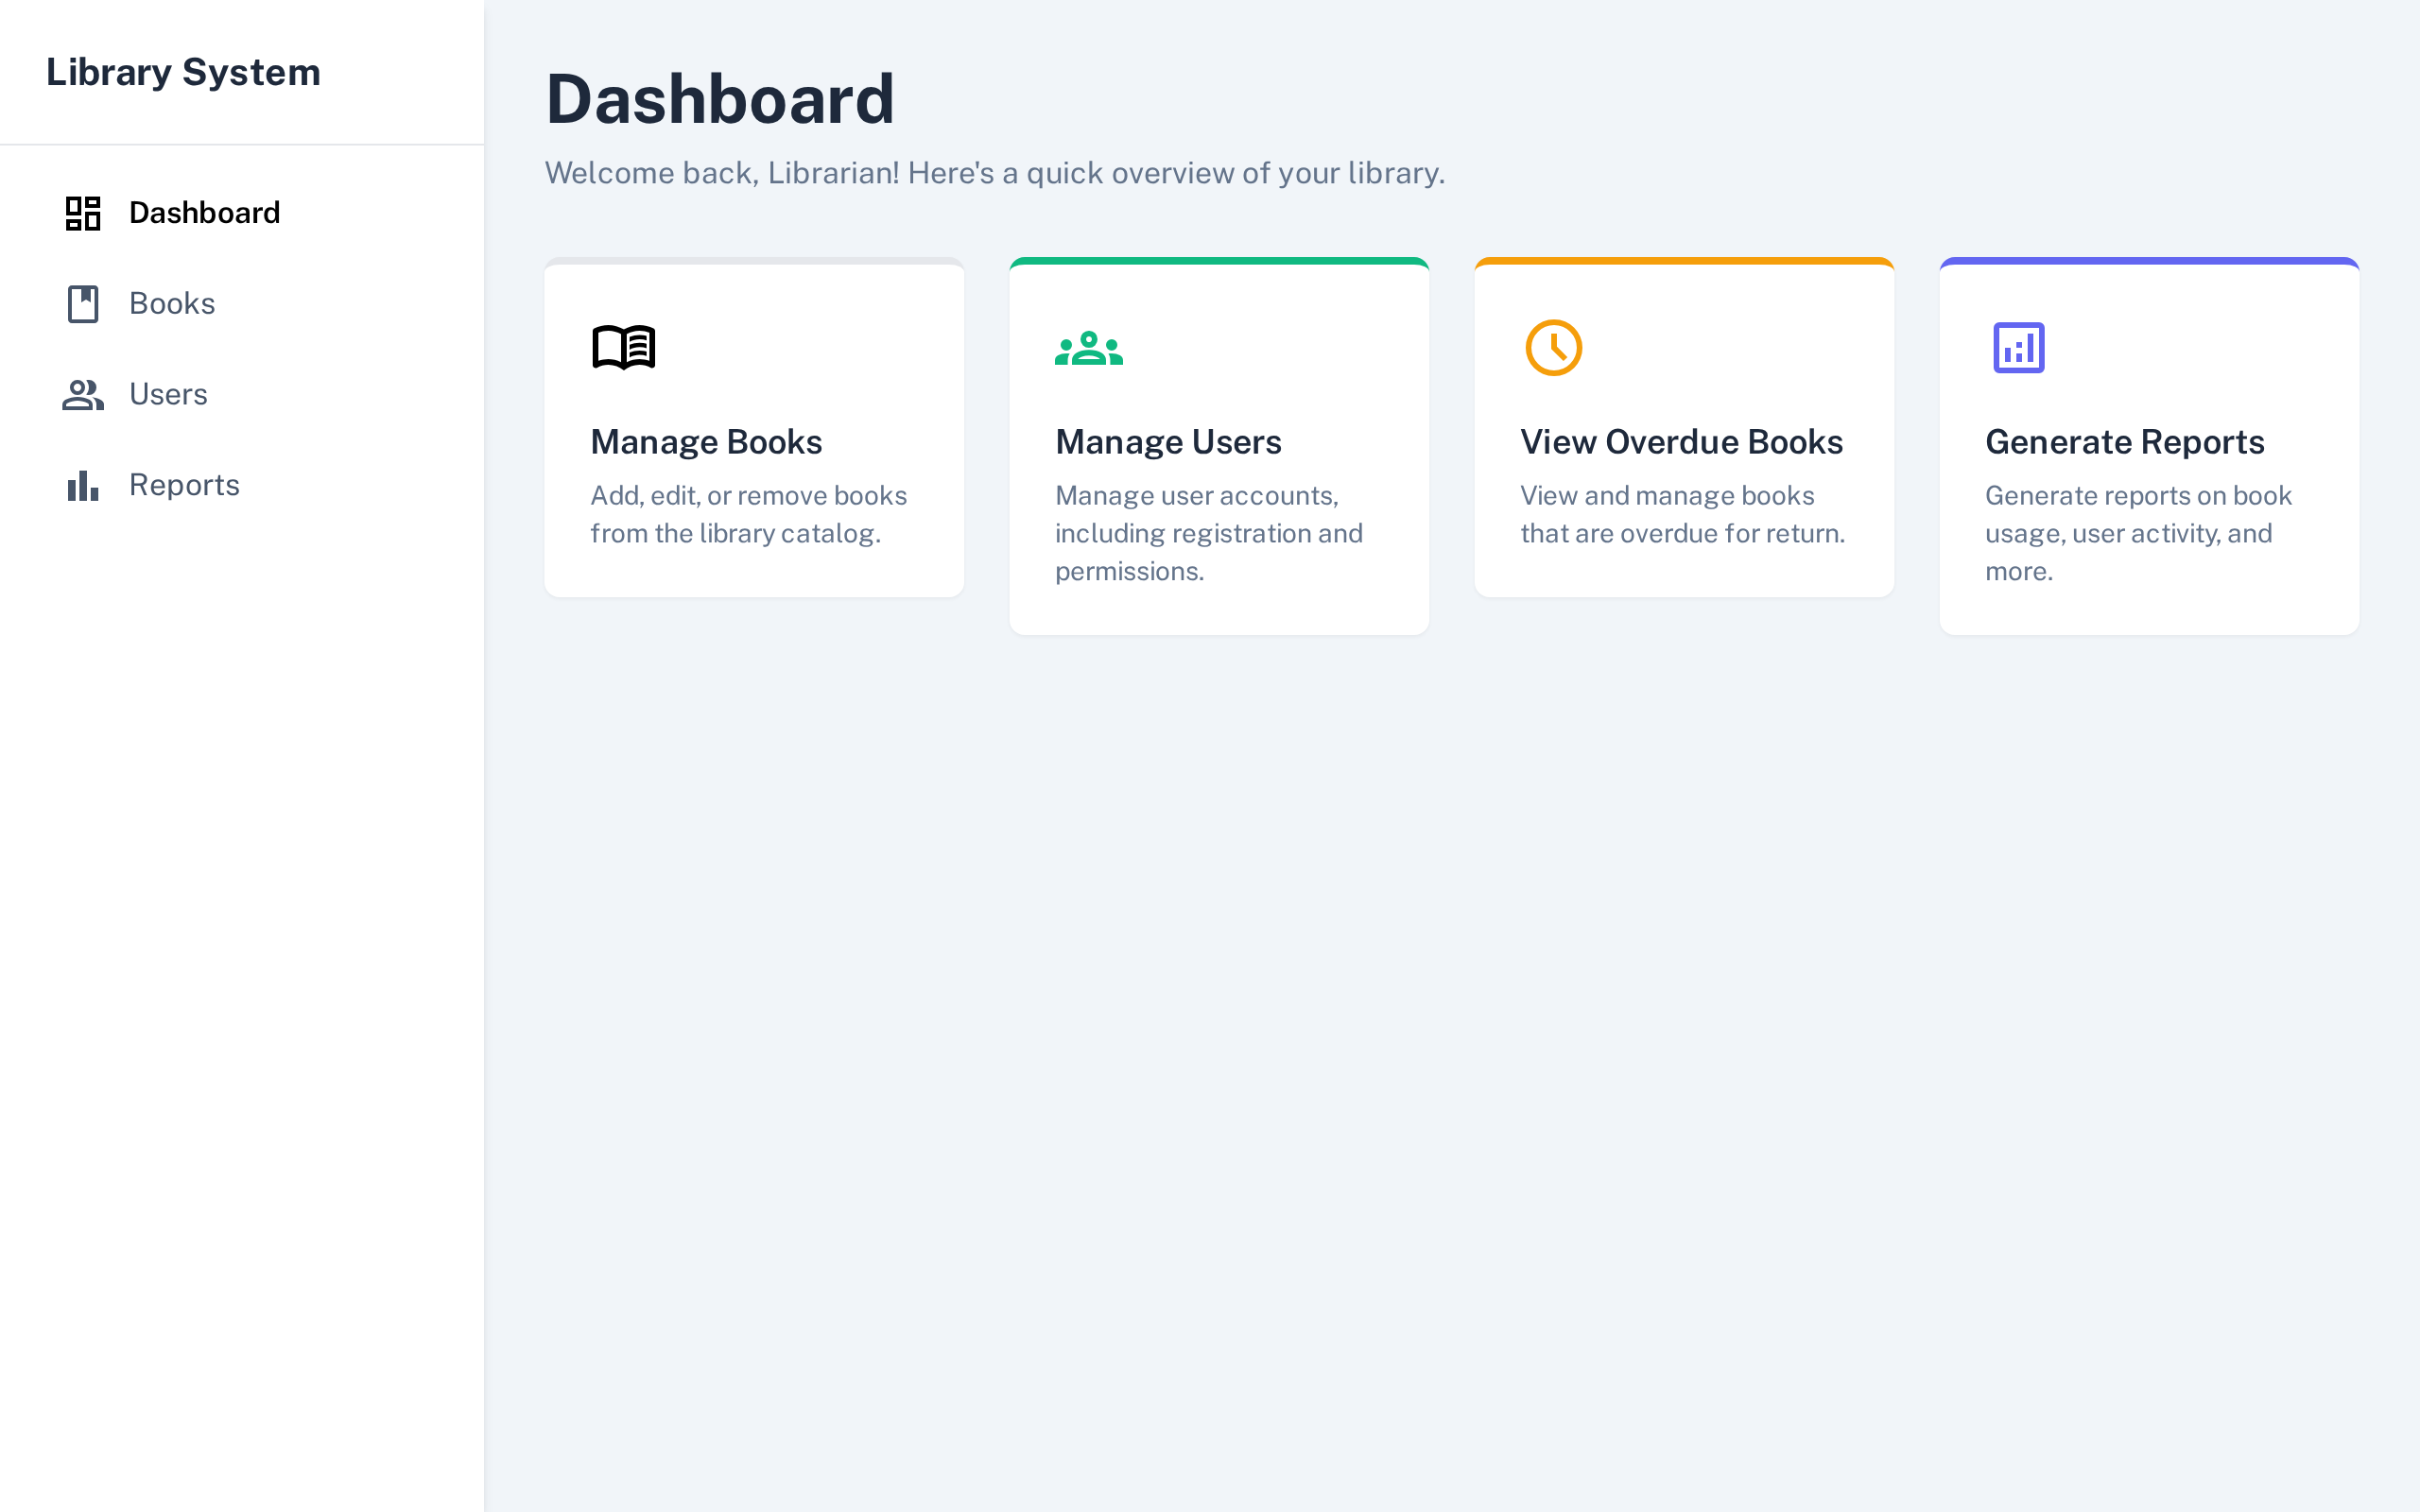 Library System
Dashboard
Books
Users
Reports
Dashboard
Welcome back, Librarian! Here's a quick overview of your library.
Manage Books
Add, edit, or remove books
from the library catalog.
Manage Users
Manage user accounts,
including registration and
permissions.
View Overdue Books
View and manage books
that are overdue for return.
Generate Reports
Generate reports on book
usage, user activity, and
more.